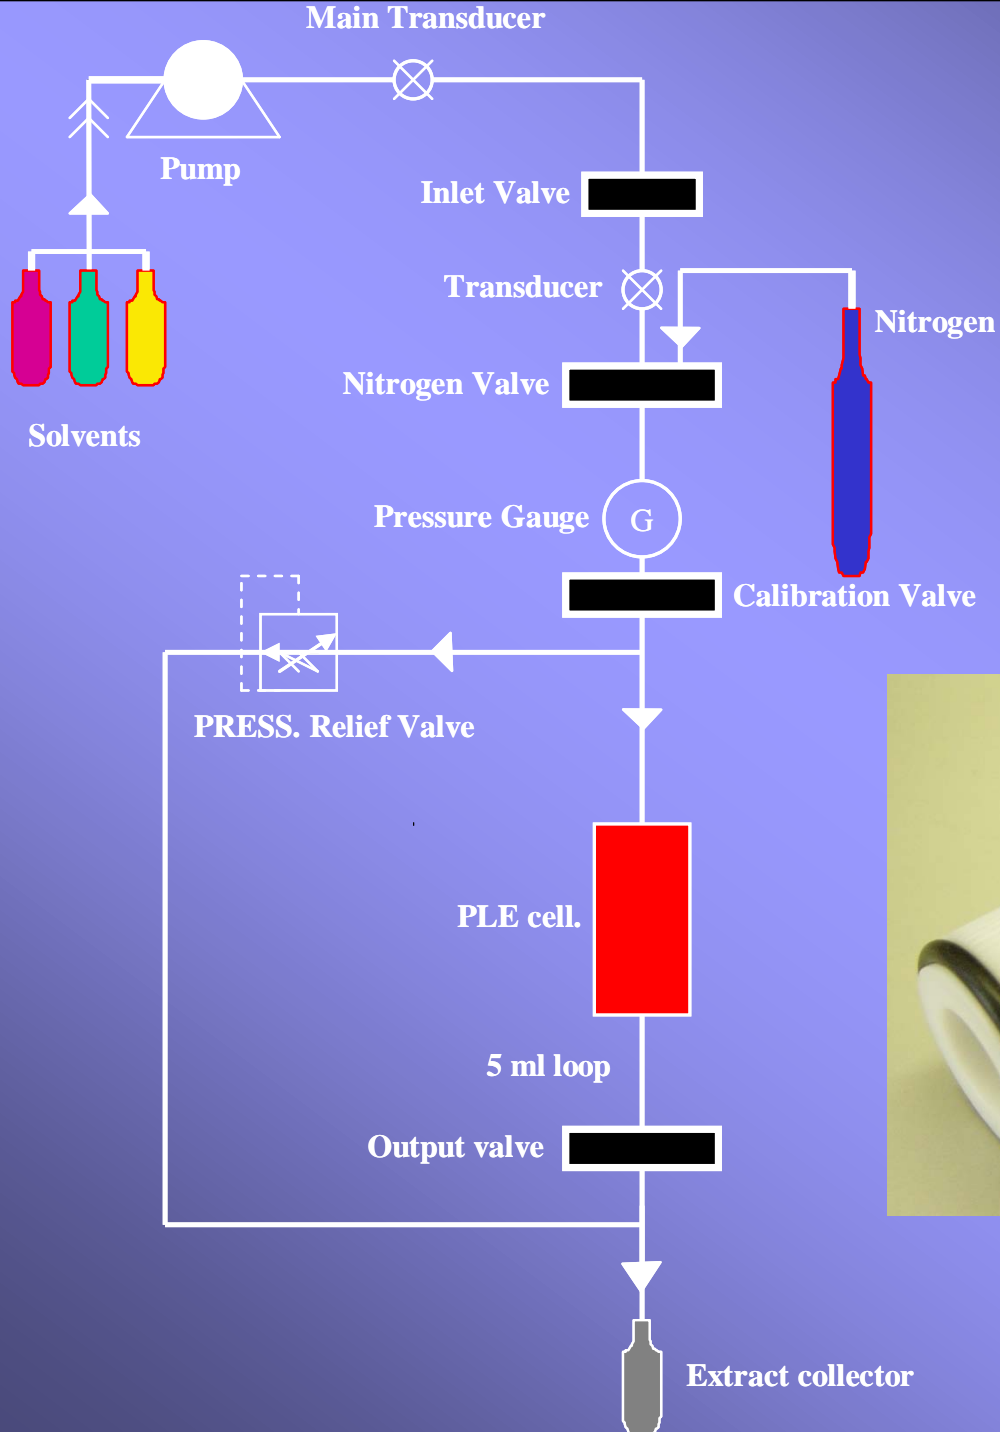 Main Transducer
Pump
Inlet Valve
Transducer
Nitrogen
Nitrogen Valve
Solvents
Pressure Gauge
G
Calibration Valve
PRESS. Relief Valve
PLE cell.
5 ml loop
Output valve
Extract collector